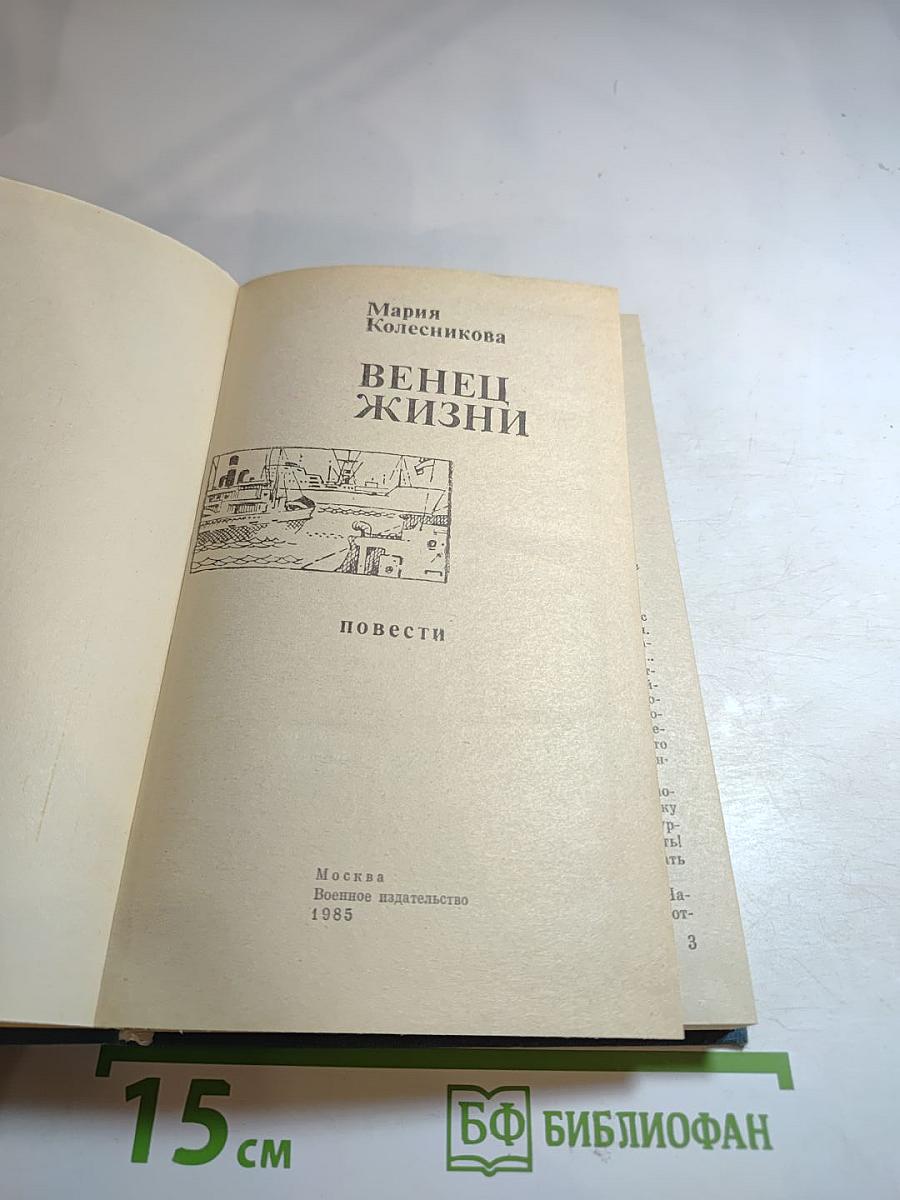 Мария
Колесникова
ВЕНЕЦ
ЖИЗНИ
повести
Москва
Военное издательство
1985
3
15 см
БФ БИБЛИОФАН